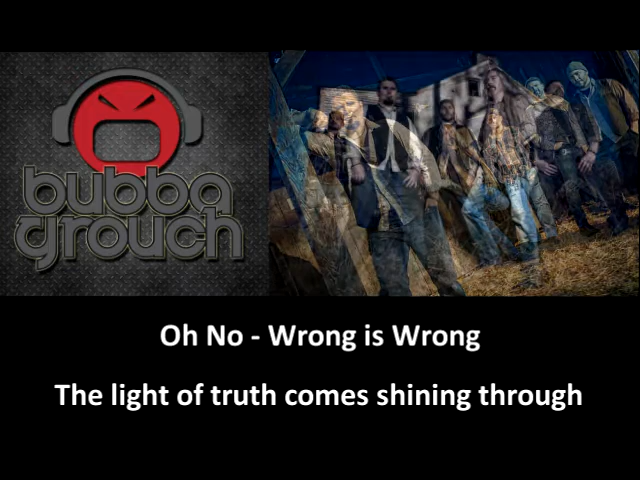 bubba
grouch
Oh No - Wrong is Wrong
The light of truth comes shining through